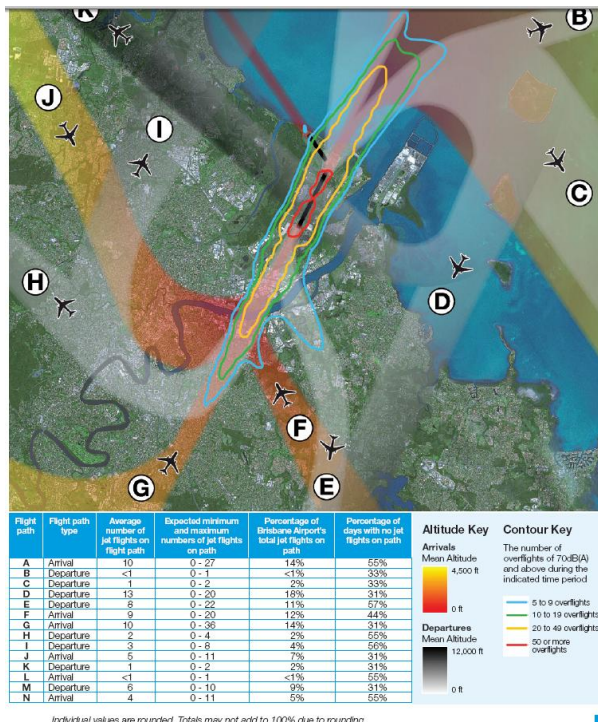 K
B
J
I
C
H
D
F
G
E
Flight path
Flight path type
Average number of jet flights on flight path
Expected minimum and maximum numbers of jet flights on path
Percentage of Brisbane Airport's total jet flights on path
Percentage of days with no jet flights on path
A Arrival 10 0 - 27 14% 55%
B Departure <1 0 - 1 <1% 33%
C Departure 1 0 - 2 2% 33%
D Departure 13 0 - 20 18% 31%
E Departure 8 0 - 22 11% 57%
F Arrival 9 0 - 20 12% 44%
G Arrival 10 0 - 36 14% 31%
H Departure 2 0 - 4 2% 55%
I Departure 3 0 - 8 4% 56%
J Arrival 5 0 - 11 7% 31%
K Departure 1 0 - 2 2% 31%
L Arrival <1 0 - 1 <1% 55%
M Departure 6 0 - 10 9% 31%
N Arrival 4 0 - 11 5% 55%
Altitude Key
Arrivals
Mean Altitude
4,500 ft
0 ft
Departures
Mean Altitude
12,000 ft
0 ft
Contour Key
The number
of overflights of 70dB(A)
and above during the
indicated time period
5 to 9 overflights
10 to 19 overflights
20 to 49 overflights
50 or more
overflights
Individual values are rounded. Totals may not add to 100% due to rounding